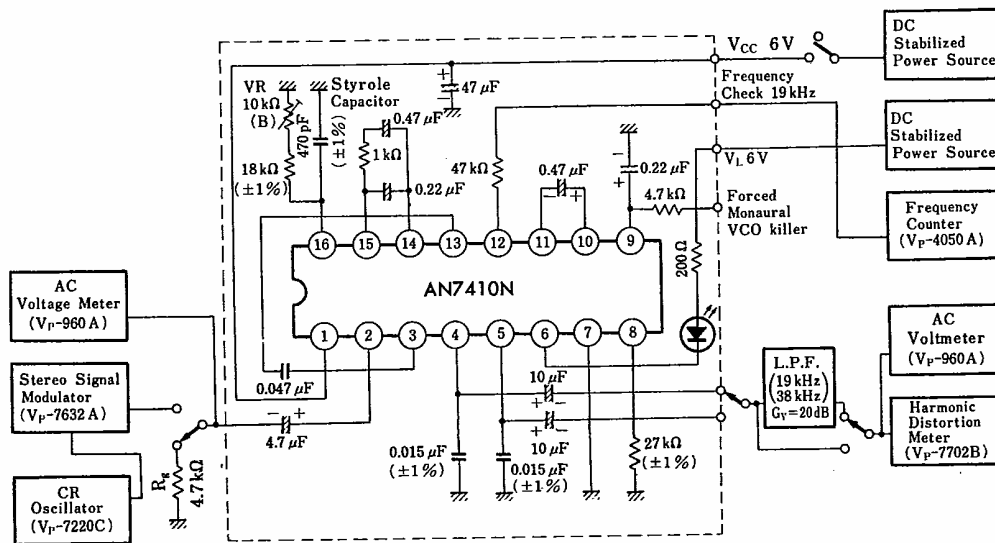 VCC 6 V
DC
Stabilized
Power Source
Frequency
Check 19 kHz
VR
10 kΩ
(B)
470 pF
Styrole
Capacitor
(±1%)
0.47 μF
47 μF
18 kΩ
(±1%)
1 kΩ
0.22 μF
47 kΩ
0.47 μF
0.22 μF
4.7 kΩ
VL 6 V
DC
Stabilized
Power Source
Forced
Monaural
VCO killer
Frequency
Counter
(VP-4050 A)
16
15
14
13
12
11
10
9
200 Ω
AN7410N
1
2
3
4
5
6
7
8
AC
Voltage Meter
(VP-960 A)
Stereo Signal
Modulator
(VP-7632 A)
CR
Oscillator
(VP-7220C)
Rg
4.7 kΩ
0.047 μF
4.7 μF
10 μF
10 μF
0.015 μF
(±1%)
0.015 μF
(±1%)
27 kΩ
(±1%)
L.P.F.
(19 kHz
38 kHz)
GV=20dB
AC
Voltmeter
(VP-960A)
Harmonic
Distortion
Meter
(VP-7702B)